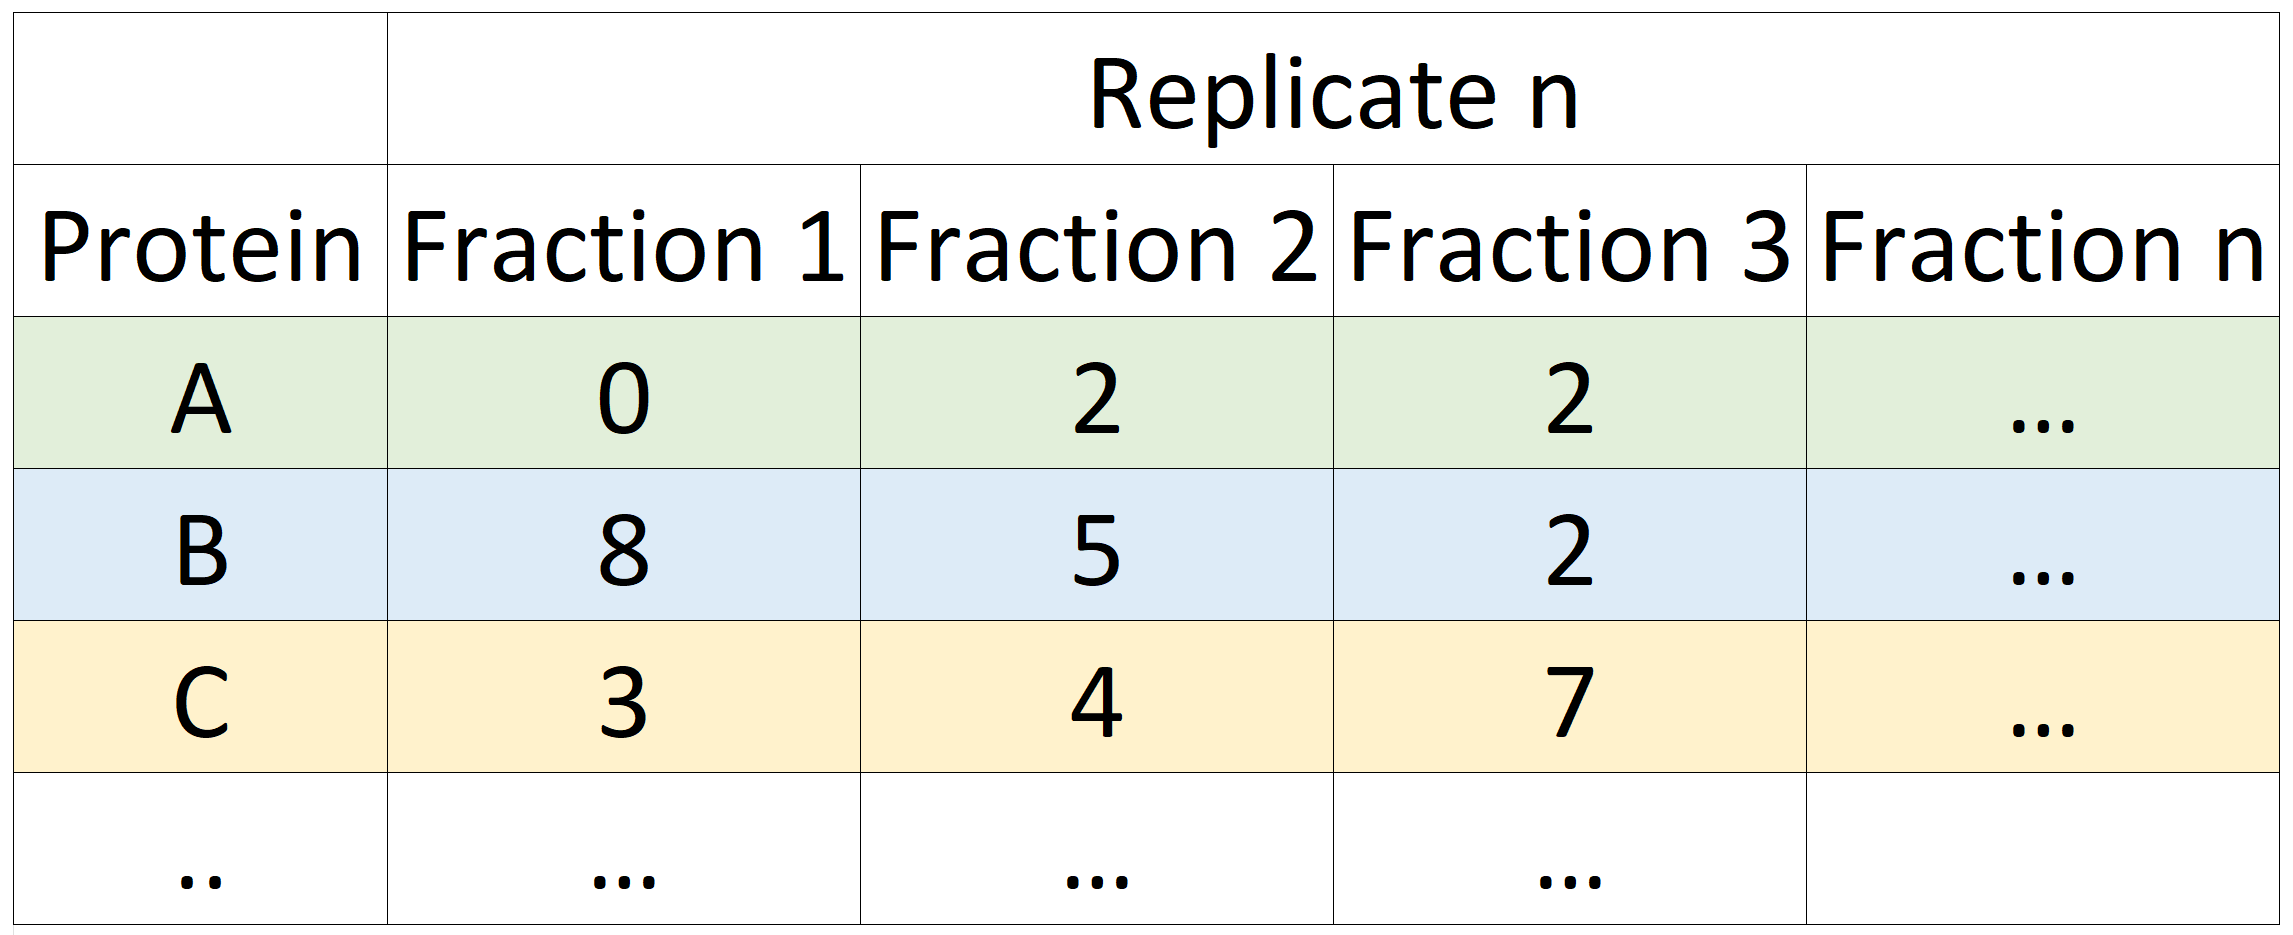 Replicate n
Protein Fraction 1 Fraction 2 Fraction 3 Fraction n
A 0 2 2 ...
B 8 5 2 ...
C 3 4 7 ...
.. ... ... ...